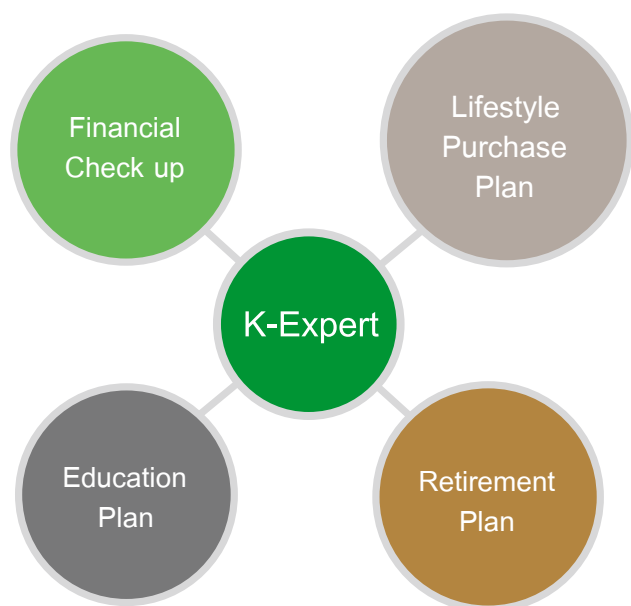 Financial
Check up
Lifestyle
Purchase
Plan
K-Expert
Education
Plan
Retirement
Plan